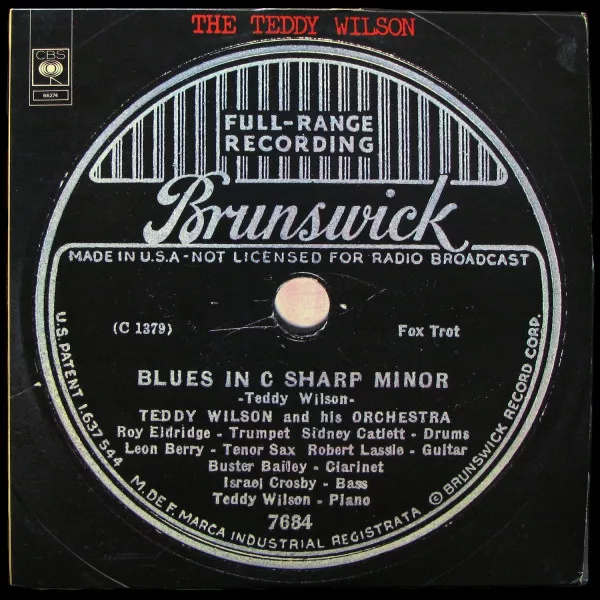 THE TEDDY WILSON
CBS
66274
FULL-RANGE
RECORDING
Brunswick
MADE IN U.S.A - NOT LICENSED FOR RADIO BROADCAST
(C 1379)
Fox Trot
BLUES IN C SHARP MINOR
-Teddy Wilson-
TEDDY WILSON and his ORCHESTRA
Roy Eldridge - Trumpet Sidney Catlett - Drums
Leon Berry - Tenor Sax Robert Lassie - Guitar
Buster Bailey - Clarinet
Israel Crosby - Bass
Teddy Wilson - Piano
7684
U.S. PATENT 1,637,544
M. DE F. MARCA INDUSTRIAL REGISTRATA
© BRUNSWICK RECORD CORP.